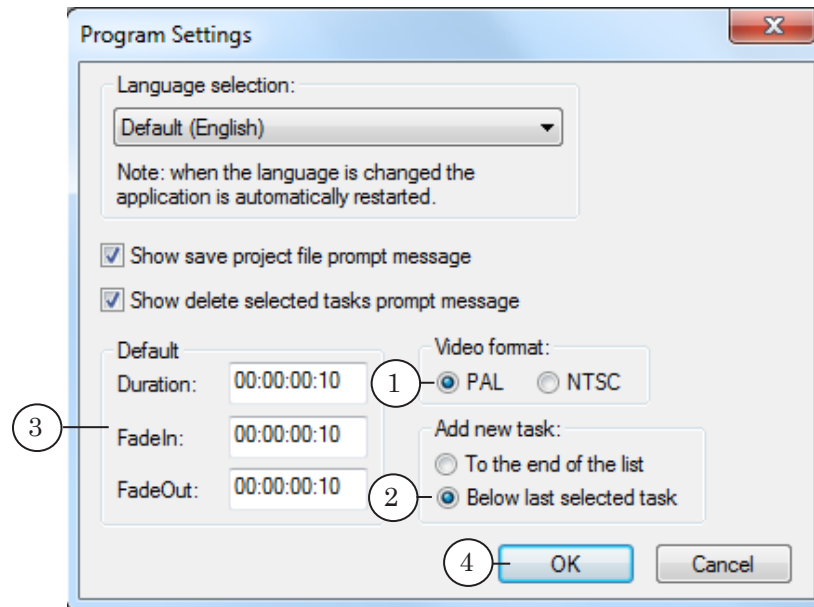 Program Settings
X
Language selection:
Default (English)
Note: when the language is changed the
application is automatically restarted.
Show save project file prompt message
Show delete selected tasks prompt message
Default
Duration: 00:00:00:10
FadeIn: 00:00:00:10
FadeOut: 00:00:00:10
3
Video format:
1
PAL NTSC
Add new task:
To the end of the list
2
Below last selected task
4
OK Cancel